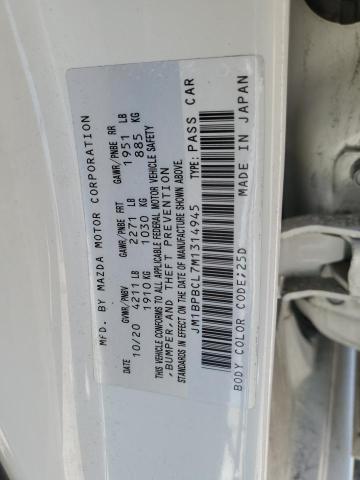 MFD. BY MAZDA MOTOR CORPORATION
DATE GVWR/PNBV GAWR/PNBE FRT GAWR/PNBE RR
10/20 4211 LB 2271 LB 1951 LB
1910 KG 1030 KG 885 KG
THIS VEHICLE CONFORMS TO ALL APPLICABLE FEDERAL MOTOR VEHICLE SAFETY
,BUMPER,AND THEFT PREVENTION
STANDARDS IN EFFECT ON THE DATE OF MANUFACTURE SHOWN ABOVE.
JM1BPBCL7M1314945 TYPE: PASS CAR
BODY COLOR CODE:25D MADE IN JAPAN